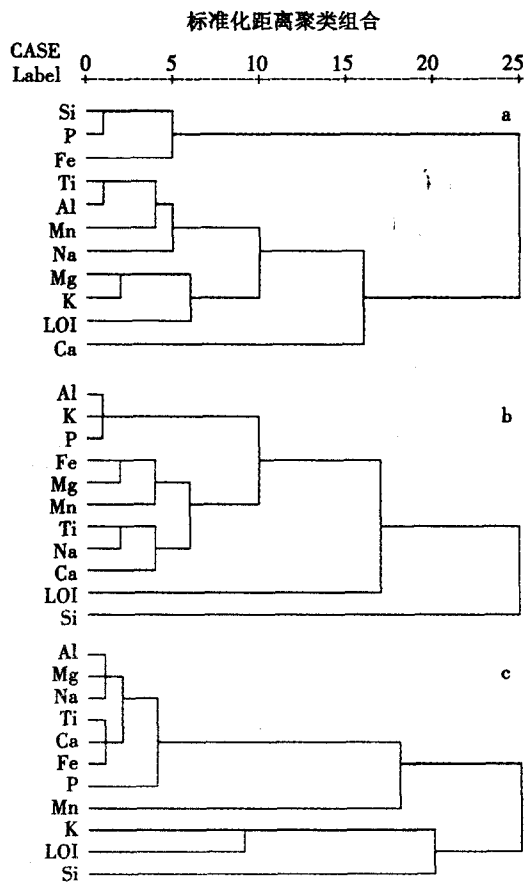 标准化距离聚类组合
CASE
Label 0 5 10 15 20 25
Si a
P
Fe
Ti
Al
Mn
Na
Mg
K
LOI
Ca
Al
K b
P
Fe
Mg
Mn
Ti
Na
Ca
LOI
Si
Al
Mg c
Na
Ti
Ca
Fe
P
Mn
K
LOI
Si